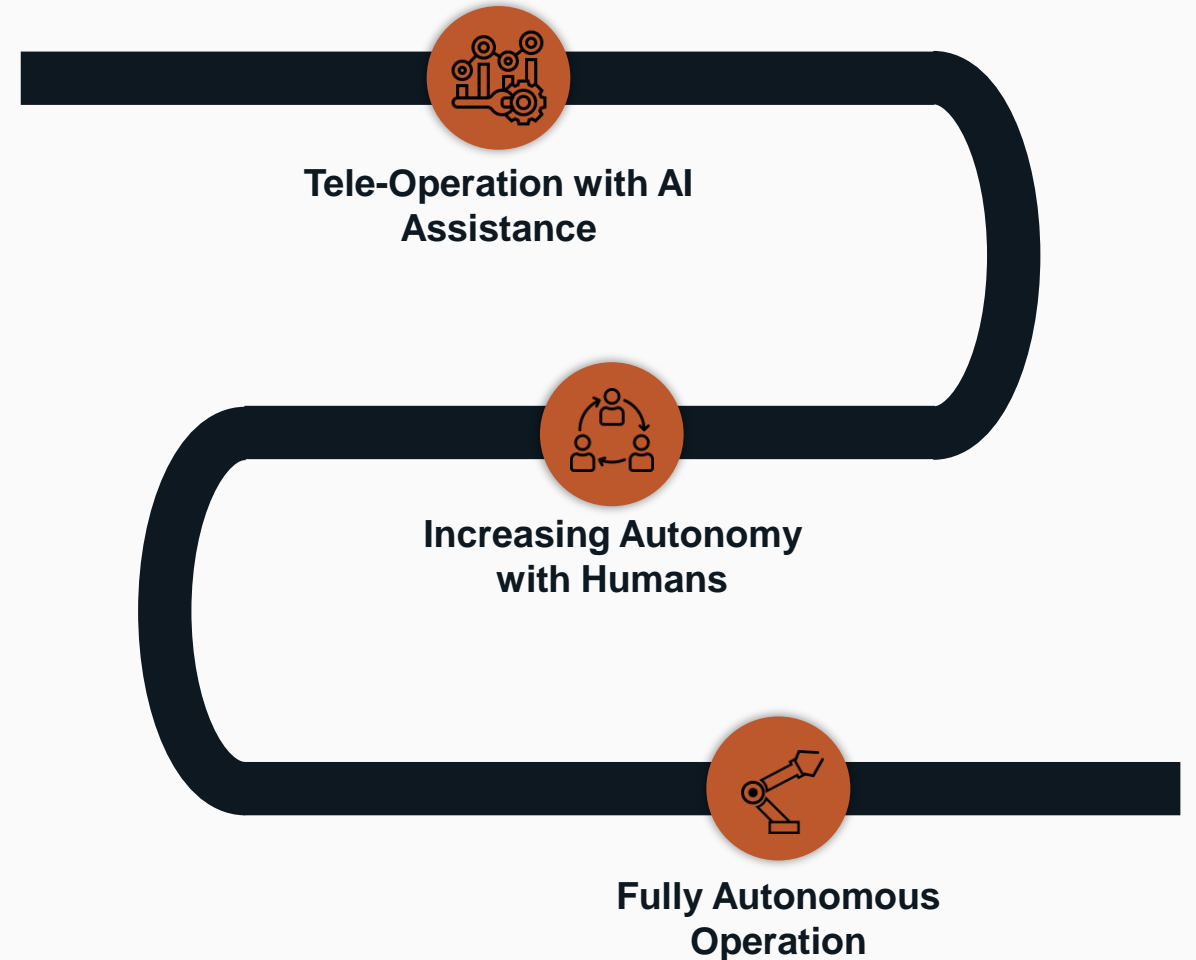 Tele-Operation with AI
Assistance
Increasing Autonomy
with Humans
Fully Autonomous
Operation